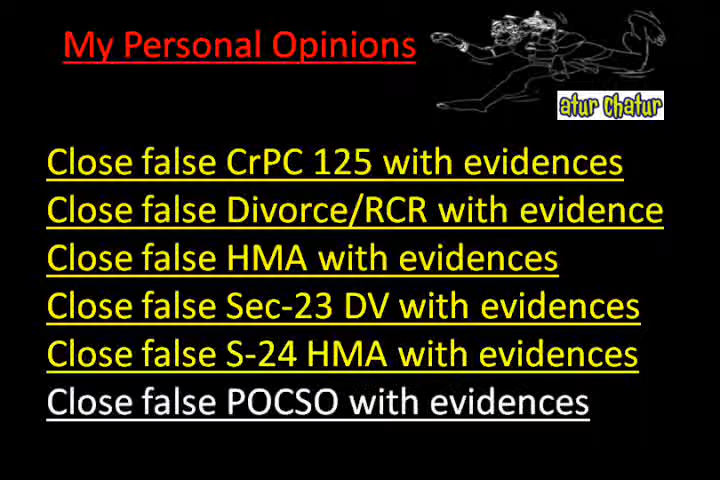 My Personal Opinions
atur Chatur
Close false CrPC 125 with evidences
Close false Divorce/RCR with evidence
Close false HMA with evidences
Close false Sec-23 DV with evidences
Close false S-24 HMA with evidences
Close false POCSO with evidences